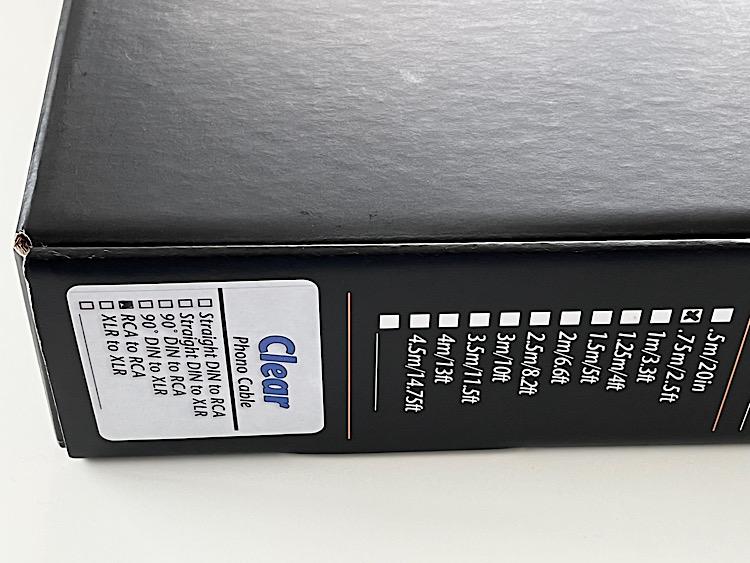 .5m/20in
.75m/2.5ft
1m/3.3ft
1.25m/4ft
1.5m/5ft
2m/6.6ft
2.5m/8.2ft
3m/10ft
3.5m/11.5ft
4m/13ft
4.5m/14.75ft
Clear
Phono Cable
Straight DIN to RCA
Straight DIN to XLR
90° DIN to RCA
90° DIN to XLR
RCA to RCA
XLR to XLR